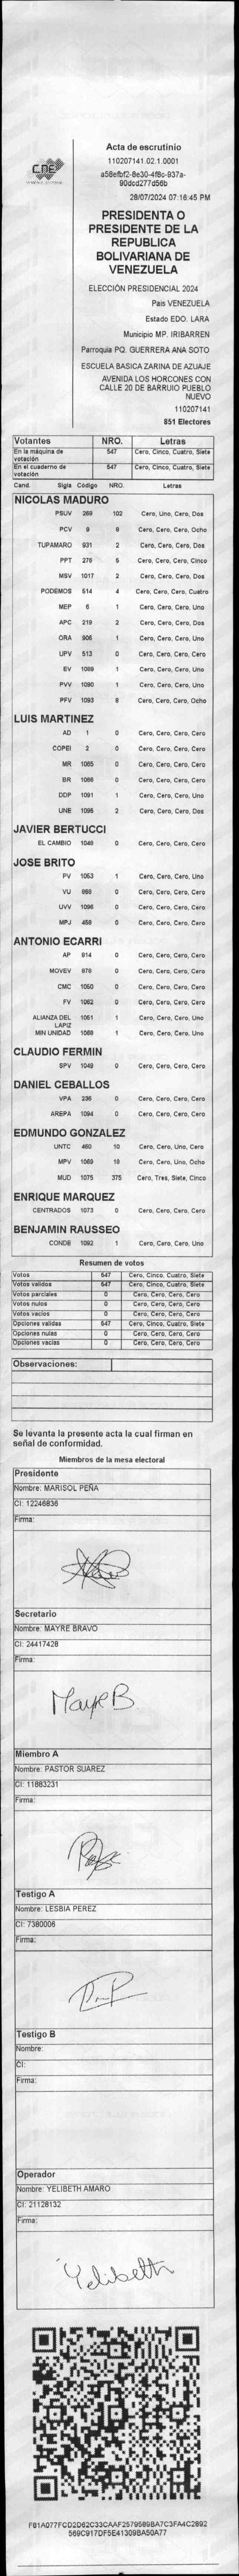 CNE
Acta de escrutinio
110207141.02.1.0001
a58efbf2-8e30-4f8c-937a-
90dcd277d56b
28/07/2024 07:16:45 PM
PRESIDENTA O
PRESIDENTE DE LA
REPUBLICA
BOLIVARIANA DE
VENEZUELA
ELECCIÓN PRESIDENCIAL 2024
Pais VENEZUELA
Estado EDO. LARA
Municipio MP. IRIBARREN
Parroquia PQ. GUERRERA ANA SOTO
ESCUELA BASICA ZARINA DE AZUAJE
AVENIDA LOS HORCONES CON
CALLE 20 DE BARRUIO PUEBLO
NUEVO
110207141
851 Electores
Votantes NRO. Letras
En la máquina de votación 547 Cero, Cinco, Cuatro, Siete
En el cuaderno de votación 547 Cero, Cinco, Cuatro, Siete
Cand. Sigla Código NRO. Letras
NICOLAS MADURO
PSUV 269 102 Cero, Uno, Cero, Dos
PCV 9 8 Cero, Cero, Cero, Ocho
TUPAMARO 931 2 Cero, Cero, Cero, Dos
PPT 276 5 Cero, Cero, Cero, Cinco
MSV 1017 2 Cero, Cero, Cero, Dos
PODEMOS 514 4 Cero, Cero, Cero, Cuatro
MEP 6 1 Cero, Cero, Cero, Uno
APC 219 2 Cero, Cero, Cero, Dos
ORA 906 1 Cero, Cero, Cero, Uno
UPV 513 0 Cero, Cero, Cero, Cero
EV 1089 1 Cero, Cero, Cero, Uno
PVV 1090 1 Cero, Cero, Cero, Uno
PFV 1093 8 Cero, Cero, Cero, Ocho
LUIS MARTINEZ
AD 1 0 Cero, Cero, Cero, Cero
COPEI 2 0 Cero, Cero, Cero, Cero
MR 1065 0 Cero, Cero, Cero, Cero
BR 1086 0 Cero, Cero, Cero, Cero
DDP 1091 1 Cero, Cero, Cero, Uno
UNE 1095 2 Cero, Cero, Cero, Dos
JAVIER BERTUCCI
EL CAMBIO 1048 0 Cero, Cero, Cero, Cero
JOSE BRITO
PV 1053 1 Cero, Cero, Cero, Uno
VU 868 0 Cero, Cero, Cero, Cero
UVV 1096 0 Cero, Cero, Cero, Cero
MPJ 458 0 Cero, Cero, Cero, Cero
ANTONIO ECARRI
AP 814 0 Cero, Cero, Cero, Cero
MOVEV 878 0 Cero, Cero, Cero, Cero
CMC 1050 0 Cero, Cero, Cero, Cero
FV 1062 0 Cero, Cero, Cero, Cero
ALIANZA DEL LAPIZ 1051 1 Cero, Cero, Cero, Uno
MIN UNIDAD 1068 1 Cero, Cero, Cero, Uno
CLAUDIO FERMIN
SPV 1049 0 Cero, Cero, Cero, Cero
DANIEL CEBALLOS
VPA 236 0 Cero, Cero, Cero, Cero
AREPA 1094 0 Cero, Cero, Cero, Cero
EDMUNDO GONZALEZ
UNTC 460 10 Cero, Cero, Uno, Cero
MPV 1069 18 Cero, Cero, Uno, Ocho
MUD 1075 375 Cero, Tres, Siete, Cinco
ENRIQUE MARQUEZ
CENTRADOS 1073 0 Cero, Cero, Cero, Cero
BENJAMIN RAUSSEO
CONDE 1092 1 Cero, Cero, Cero, Uno
Resumen de votos
Votos 547 Cero, Cinco, Cuatro, Siete
Votos validos 547 Cero, Cinco, Cuatro, Siete
Votos parciales 0 Cero, Cero, Cero, Cero
Votos nulos 0 Cero, Cero, Cero, Cero
Votos vacios 0 Cero, Cero, Cero, Cero
Opciones validas 547 Cero, Cinco, Cuatro, Siete
Opciones nulas 0 Cero, Cero, Cero, Cero
Opciones vacias 0 Cero, Cero, Cero, Cero
Observaciones:
Se levanta la presente acta la cual firman en
señal de conformidad.
Miembros de la mesa electoral
Presidente
Nombre: MARISOL PEÑA
CI: 12246836
Firma:
Secretario
Nombre: MAYRE BRAVO
CI: 24417428
Firma:
Mayre B
Miembro A
Nombre: PASTOR SUAREZ
CI: 11883231
Firma:
Testigo A
Nombre: LESBIA PEREZ
CI: 7380006
Firma:
Testigo B
Nombre:
CI:
Firma:
Operador
Nombre: YELIBETH AMARO
CI: 21128132
Firma:
Yelibeth
FB1A077FCD2D62C33CAAF2579589BA7C3FA4C2892
569C917DF5E41309BA50A77